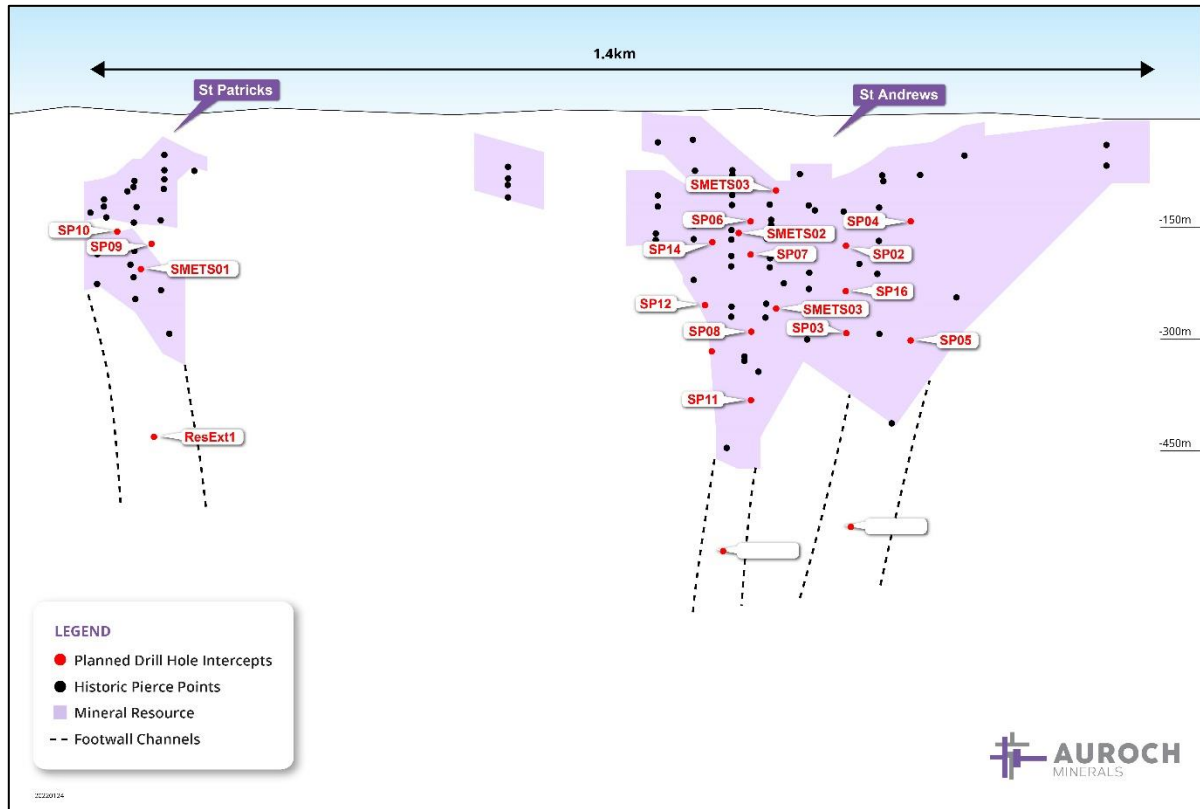 1.4km
St Patricks
St Andrews
SMETS03
SP10
SP06
SP04
-150m
SP09
SMETS02
SP14
SP07
SP02
SMETS01
SP16
SP12
SMETS03
SP08
SP03
SP05
-300m
SP11
ResExt1
-450m
LEGEND
Planned Drill Hole Intercepts
Historic Pierce Points
Mineral Resource
Footwall Channels
AUROCH
MINERALS
20220124